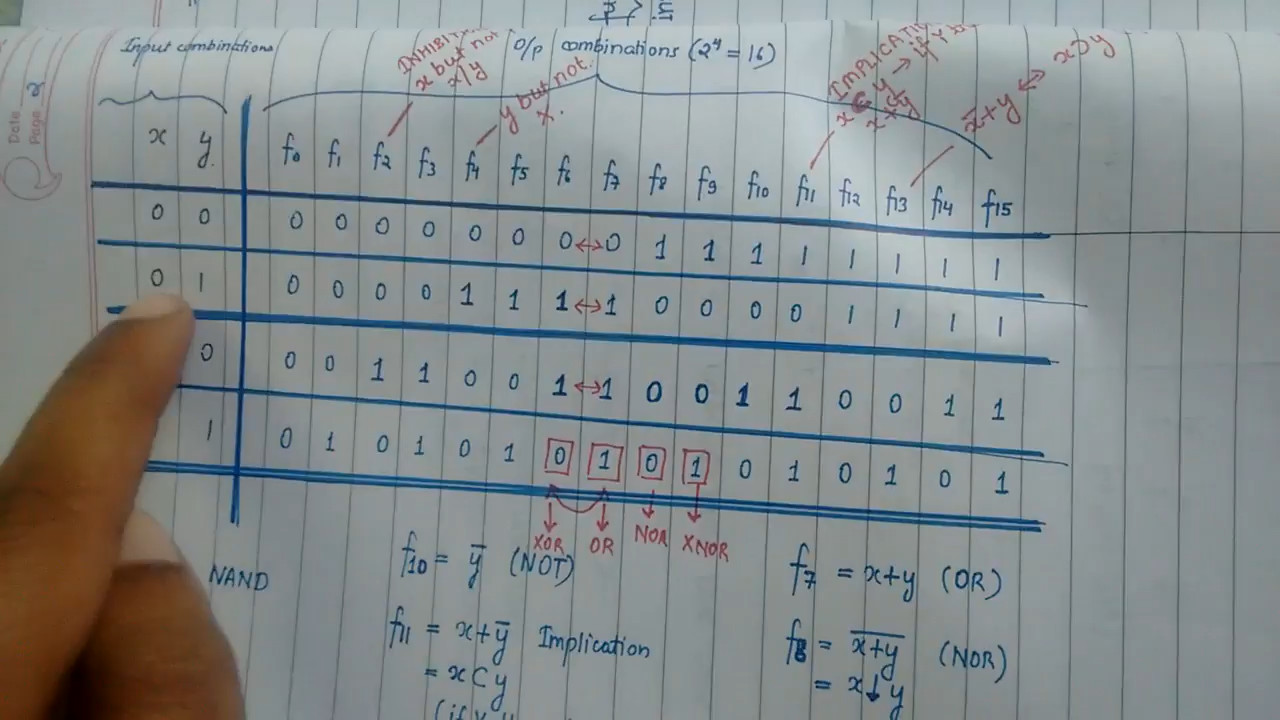 Date
Page 2
Input combinations
O/p combinations (2⁴ = 16)
x but not
x/y
y but not
x.
x̄+y ↔ x⊃y
x y f₀ f₁ f₂ f₃ f₄ f₅ f₆ f₇ f₈ f₉ f₁₀ f₁₁ f₁₂ f₁₃ f₁₄ f₁₅
0 0 0 0 0 0 0 0 0↔0 1 1 1 1 1 1 1 1
0 1 0 0 0 0 1 1 1↔1 0 0 0 0 1 1 1 1
0 0 0 1 1 0 0 1↔1 0 0 1 1 0 0 1 1
1 0 1 0 1 0 1 0 1 0 1 0 1 0 1 0 1
XOR OR NOR XNOR
NAND
f₁₀ = ȳ (NOT)
f₁₁ = x+ȳ Implication
= x⊂y
f₇ = x+y (OR)
f₈ = x̅+̅y̅ (NOR)
= x↓y